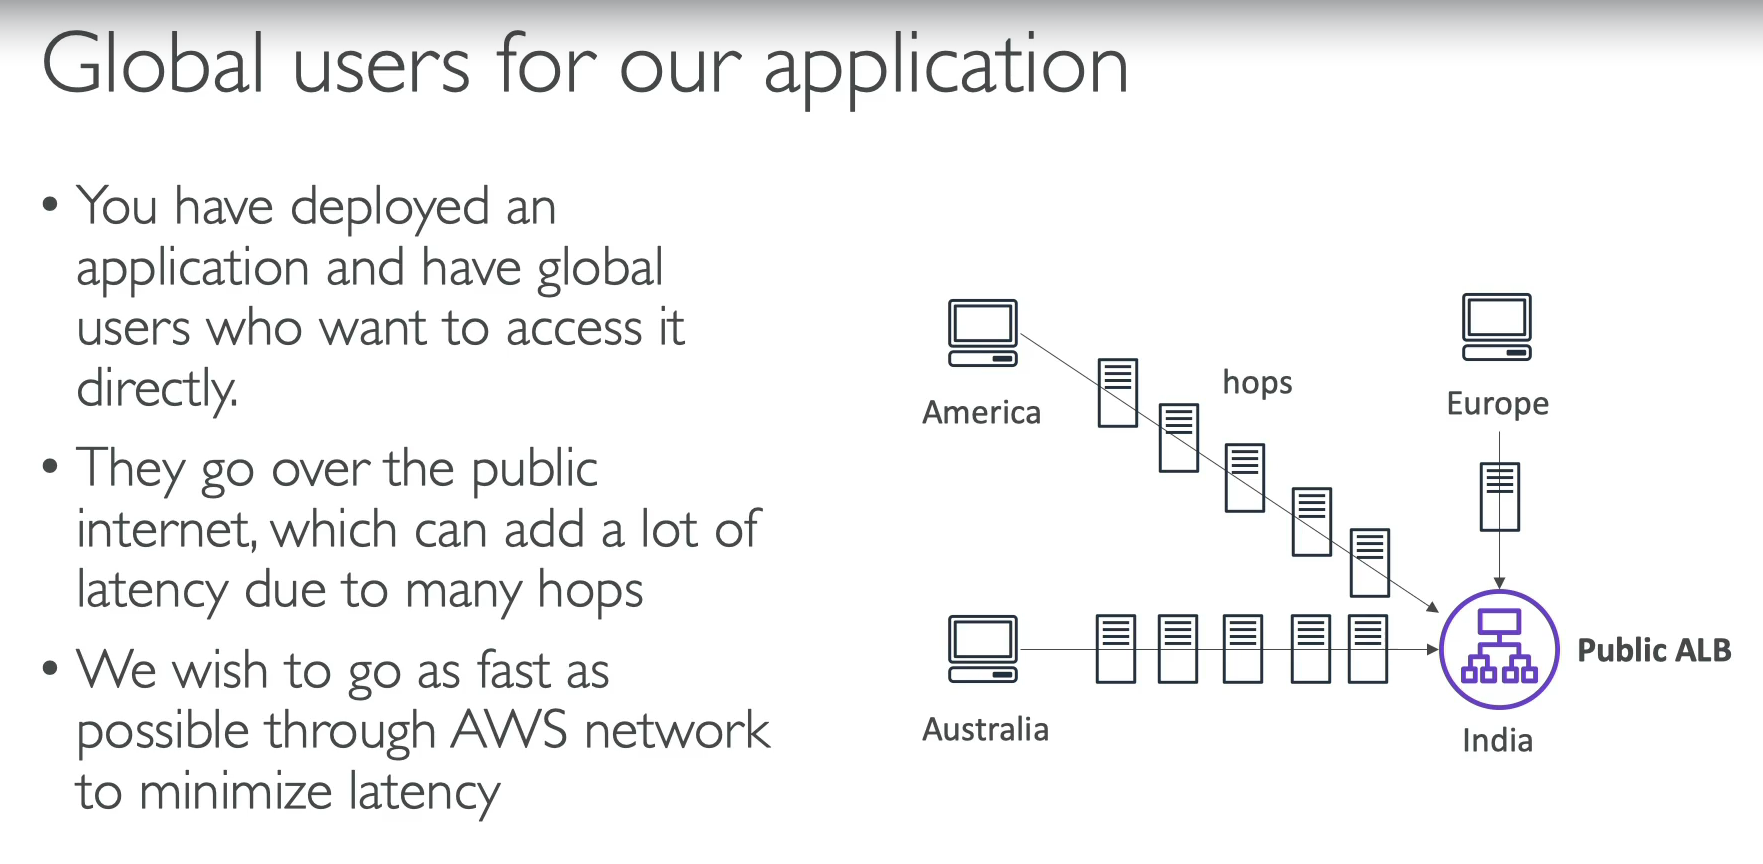 Global users for our application
• You have deployed an
application and have global
users who want to access it
directly.
• They go over the public
internet, which can add a lot of
latency due to many hops
• We wish to go as fast as
possible through AWS network
to minimize latency
hops
America
Europe
Public ALB
Australia
India